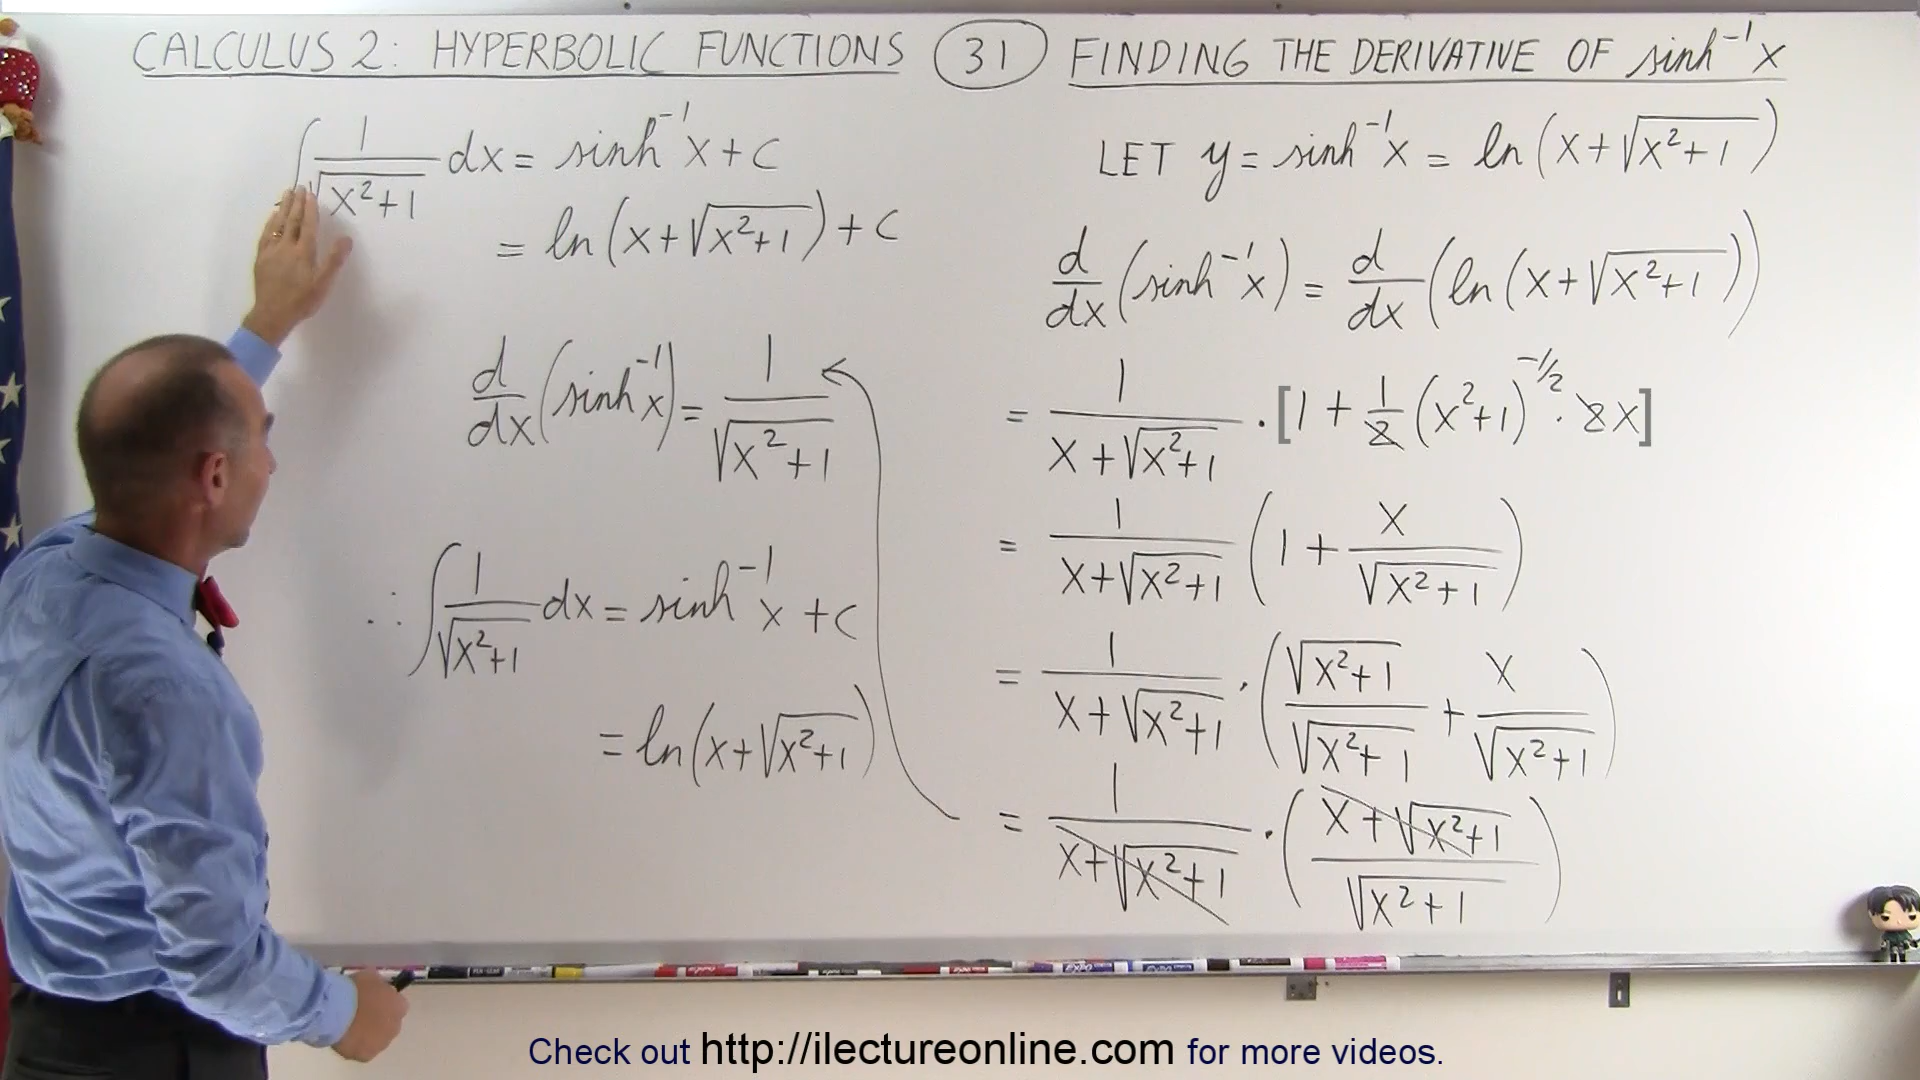 CALCULUS 2: HYPERBOLIC FUNCTIONS 31 FINDING THE DERIVATIVE OF sinh⁻¹x
∫ 1/√(x²+1) dx = sinh⁻¹x + c
= ln(x+√(x²+1)) + c
d/dx (sinh⁻¹x) = 1/√(x²+1)
∴ ∫ 1/√(x²+1) dx = sinh⁻¹x + c
= ln(x+√(x²+1))
LET y = sinh⁻¹x = ln(x+√(x²+1))
d/dx (sinh⁻¹x) = d/dx (ln(x+√(x²+1)))
= 1/(x+√(x²+1)) · [1 + 1/2 (x²+1)^(-1/2) · 2x]
= 1/(x+√(x²+1)) (1 + x/√(x²+1))
= 1/(x+√(x²+1)) · (√(x²+1)/√(x²+1) + x/√(x²+1))
= 1/(x+√(x²+1)) · ((x+√(x²+1))/√(x²+1))
Check out http://ilectureonline.com for more videos.